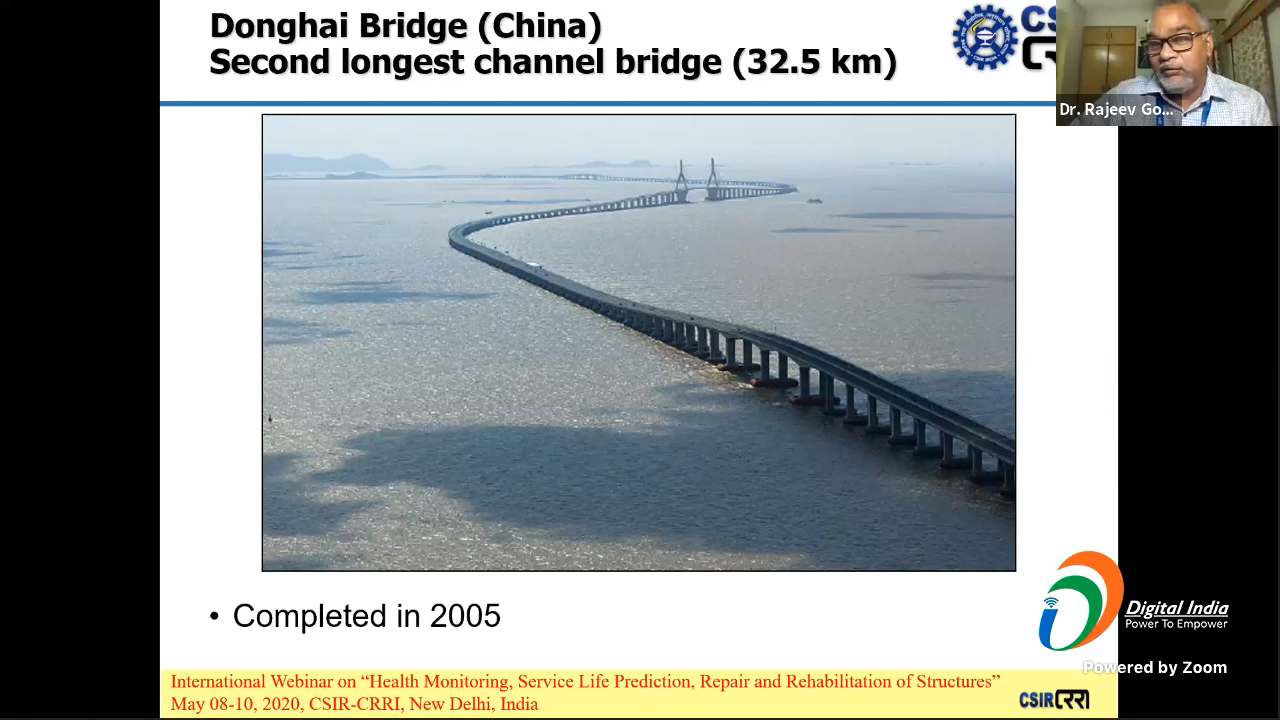 Donghai Bridge (China)
Second longest channel bridge (32.5 km)
CS
Dr. Rajeev Go...
• Completed in 2005
Digital India
Power To Empower
Powered by Zoom
International Webinar on “Health Monitoring, Service Life Prediction, Repair and Rehabilitation of Structures”
May 08-10, 2020, CSIR-CRRI, New Delhi, India
CSIR CRRI